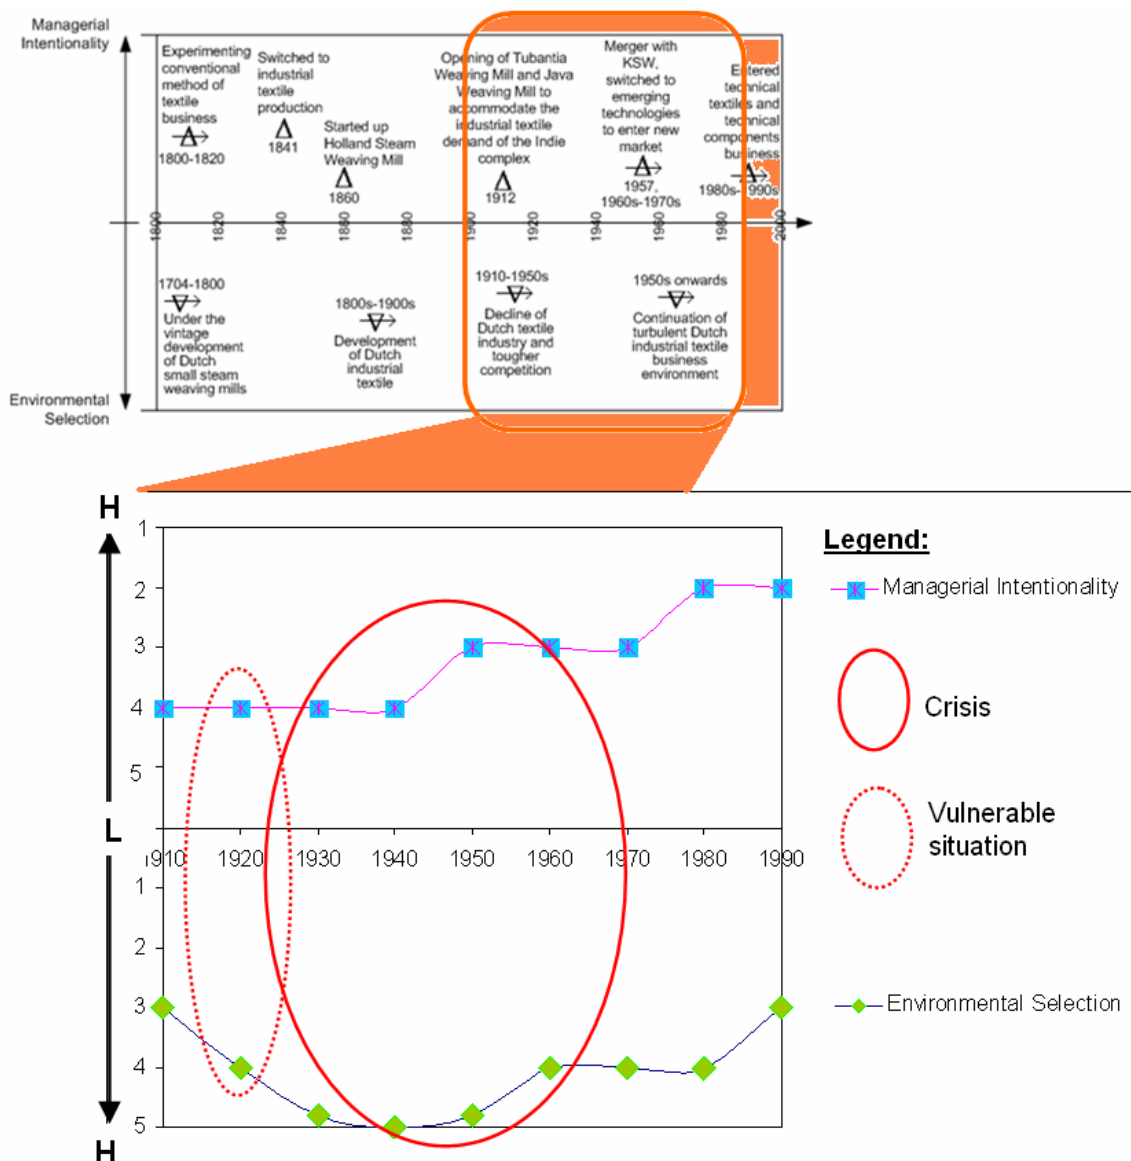 Managerial
Intentionality
Experimenting
conventional
method of
textile
business
1800-1820
Switched to
industrial
textile
production
1841
Started up
Holland Steam
Weaving Mill
1860
Opening of Tubantia
Weaving Mill and Java
Weaving Mill to
accommodate the
industrial textile
demand of the Indie
complex
1912
Merger with
KSW,
switched to
emerging
technologies
to enter new
market
1957,
1960s-1970s
Entered
technical
textiles and
technical
components
business
1980s-1990s
1800
1820
1840
1860
1880
1900
1920
1940
1960
1980
2000
1704-1800
Under the
vintage
development
of Dutch
small steam
weaving mills
1800s-1900s
Development
of Dutch
industrial
textile
1910-1950s
Decline of
Dutch textile
industry and
tougher
competition
1950s onwards
Continuation of
turbulent Dutch
industrial textile
business
environment
Environmental
Selection
H
1
2
3
4
5
L
1910 1920 1930 1940 1950 1960 1970 1980 1990
1
2
3
4
5
H
Legend:
Managerial Intentionality
Crisis
Vulnerable
situation
Environmental Selection